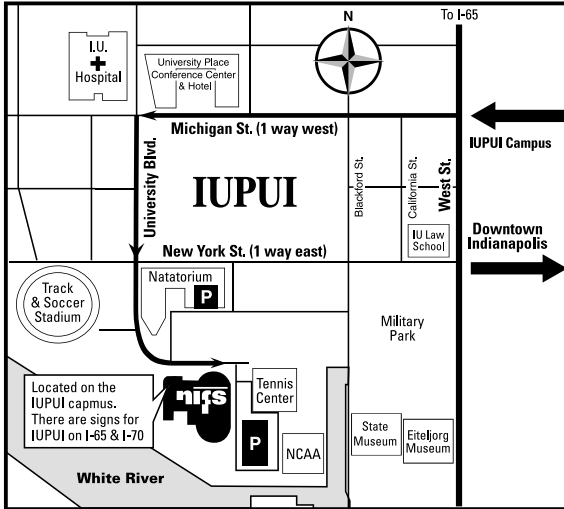 To I-65
N
I.U.
Hospital
University Place
Conference Center
& Hotel
Michigan St. (1 way west)
IUPUI Campus
University Blvd.
IUPUI
Blackford St.
California St.
West St.
IU Law
School
Downtown
Indianapolis
New York St. (1 way east)
Natatorium
P
Track
& Soccer
Stadium
Military
Park
Located on the
IUPUI capmus.
There are signs for
IUPUI on I-65 & I-70
nifs
Tennis
Center
P
NCAA
State
Museum
Eiteljorg
Museum
White River